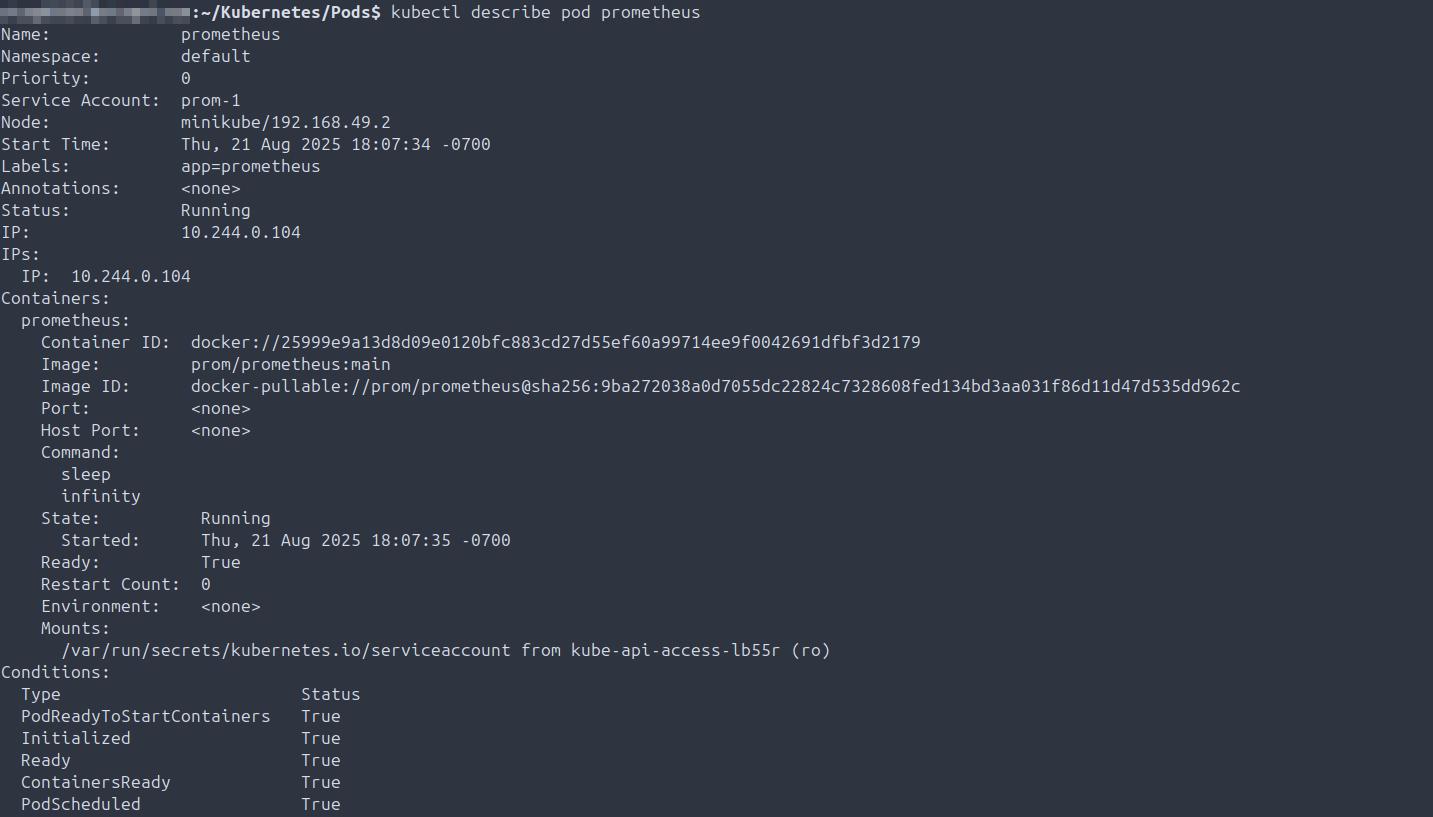 :~/Kubernetes/Pods$ kubectl describe pod prometheus
Name:             prometheus
Namespace:        default
Priority:         0
Service Account:  prom-1
Node:             minikube/192.168.49.2
Start Time:       Thu, 21 Aug 2025 18:07:34 -0700
Labels:           app=prometheus
Annotations:      <none>
Status:           Running
IP:               10.244.0.104
IPs:
  IP:  10.244.0.104
Containers:
  prometheus:
    Container ID:  docker://25999e9a13d8d09e0120bfc883cd27d55ef60a99714ee9f0042691dfbf3d2179
    Image:         prom/prometheus:main
    Image ID:      docker-pullable://prom/prometheus@sha256:9ba272038a0d7055dc22824c7328608fed134bd3aa031f86d11d47d535dd962c
    Port:          <none>
    Host Port:     <none>
    Command:
      sleep
      infinity
    State:          Running
      Started:      Thu, 21 Aug 2025 18:07:35 -0700
    Ready:          True
    Restart Count:  0
    Environment:    <none>
    Mounts:
      /var/run/secrets/kubernetes.io/serviceaccount from kube-api-access-lb55r (ro)
Conditions:
  Type                        Status
  PodReadyToStartContainers   True
  Initialized                 True
  Ready                       True
  ContainersReady             True
  PodScheduled                True